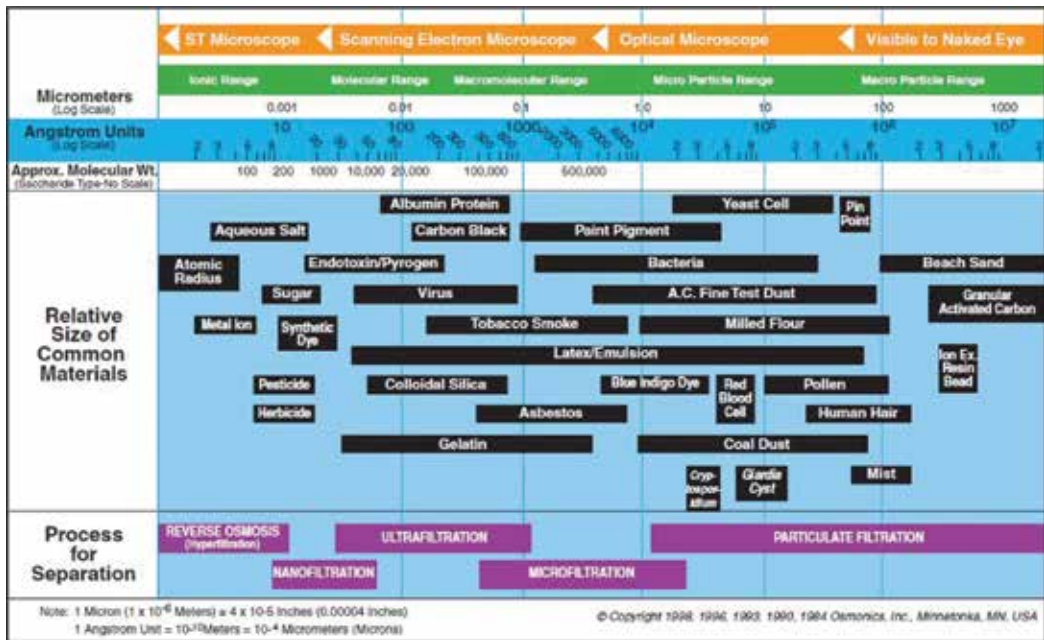 ST Microscope Scanning Electron Microscope Optical Microscope Visible to Naked Eye
Ionic Range Molecular Range Macromolecular Range Micro Particle Range Macro Particle Range
Micrometers
(Log Scale)
0.001 0.01 0.1 1.0 10 100 1000
Angstrom Units
(Log Scale)
10 100 1000 10⁴ 10⁵ 10⁶ 10⁷
Approx. Molecular Wt.
(Saccharide Type-No Scale)
100 200 1000 10,000 20,000 100,000 500,000
Relative
Size of
Common
Materials
Albumin Protein Yeast Cell Pin
Point
Aqueous Salt Carbon Black Paint Pigment
Atomic
Radius
Endotoxin/Pyrogen Bacteria Beach Sand
Sugar Virus A.C. Fine Test Dust Granular
Activated Carbon
Metal Ion Synthetic
Dye
Tobacco Smoke Milled Flour
Latex/Emulsion Ion Ex.
Resin
Bead
Pesticide Colloidal Silica Blue Indigo Dye Red
Blood
Cell
Pollen
Herbicide Asbestos Human Hair
Gelatin Coal Dust
Cryp-
tospor-
idium
Giardia
Cyst
Mist
Process
for
Separation
REVERSE OSMOSIS
(Hyperfiltration)
ULTRAFILTRATION PARTICULATE FILTRATION
NANOFILTRATION MICROFILTRATION
Note: 1 Micron (1 x 10⁻⁶ Meters) ≅ 4 x 10-5 Inches (0.00004 Inches)
1 Angstrom Unit = 10⁻¹⁰Meters = 10⁻⁴ Micrometers (Microns)
© Copyright 1998, 1996, 1993, 1990, 1984 Osmonics, Inc., Minnetonka, MN, USA